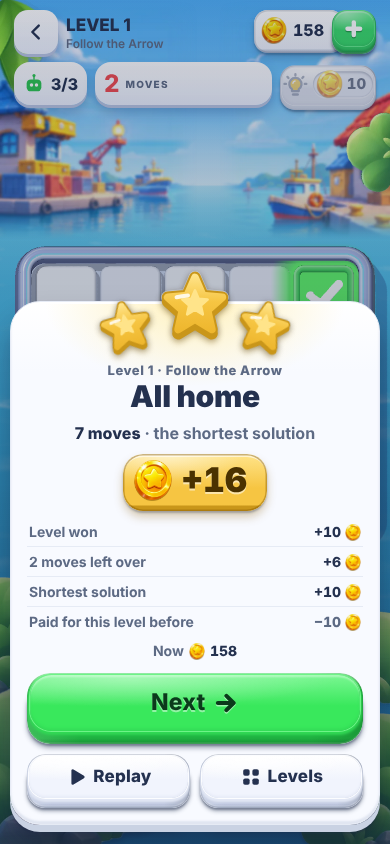 LEVEL 1
Follow the Arrow
158
3/3
2 MOVES
10
Level 1 · Follow the Arrow
All home
7 moves · the shortest solution
+16
Level won +10
2 moves left over +6
Shortest solution +10
Paid for this level before −10
Now 158
Next →
Replay
Levels